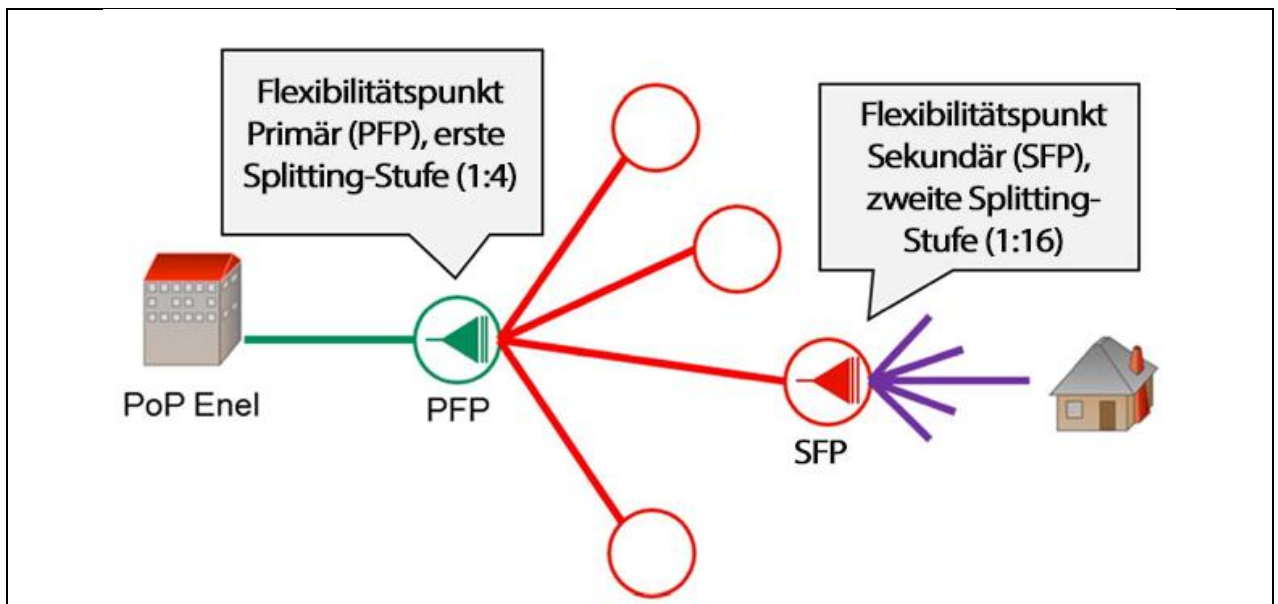 Flexibilitätspunkt
Primär (PFP), erste
Splitting-Stufe (1:4)
Flexibilitätspunkt
Sekundär (SFP),
zweite Splitting-
Stufe (1:16)
PoP Enel
PFP
SFP